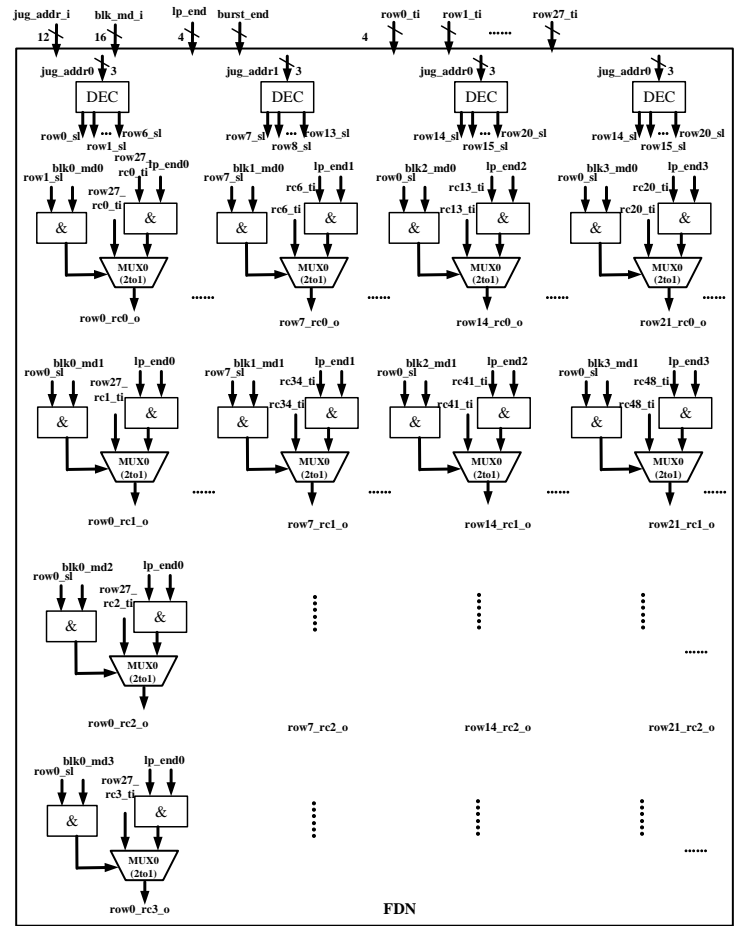 jug_addr_i
blk_md_i
lp_end
burst_end
row0_ti
row1_ti
......
row27_ti
12
16
4
4
jug_addr0
3
jug_addr1
3
jug_addr0
3
jug_addr0
3
DEC
DEC
DEC
DEC
row0_sl
...
row6_sl
row1_sl
row7_sl
...
row13_sl
row8_sl
row14_sl
...
row20_sl
row15_sl
row14_sl
...
row20_sl
row15_sl
blk0_md0
row1_sl
row27_
rc0_ti
lp_end0
row27_
rc0_ti
&
&
MUX0
(2to1)
row0_rc0_o
......
blk1_md0
row7_sl
lp_end1
rc6_ti
rc6_ti
&
&
MUX0
(2to1)
row7_rc0_o
......
blk2_md0
row0_sl
lp_end2
rc13_ti
rc13_ti
&
&
MUX0
(2to1)
row14_rc0_o
......
blk3_md0
row0_sl
lp_end3
rc20_ti
rc20_ti
&
&
MUX0
(2to1)
row21_rc0_o
......
blk0_md1
row0_sl
lp_end0
row27_
rc1_ti
&
&
MUX0
(2to1)
row0_rc1_o
......
blk1_md1
row7_sl
lp_end1
rc34_ti
rc34_ti
&
&
MUX0
(2to1)
row7_rc1_o
......
blk2_md1
row0_sl
lp_end2
rc41_ti
rc41_ti
&
&
MUX0
(2to1)
row14_rc1_o
......
blk3_md1
row0_sl
lp_end3
rc48_ti
rc48_ti
&
&
MUX0
(2to1)
row21_rc1_o
......
blk0_md2
row0_sl
lp_end0
row27_
rc2_ti
&
&
MUX0
(2to1)
......
row0_rc2_o
row7_rc2_o
row14_rc2_o
row21_rc2_o
blk0_md3
row0_sl
lp_end0
row27_
rc3_ti
&
&
MUX0
(2to1)
......
row0_rc3_o
FDN